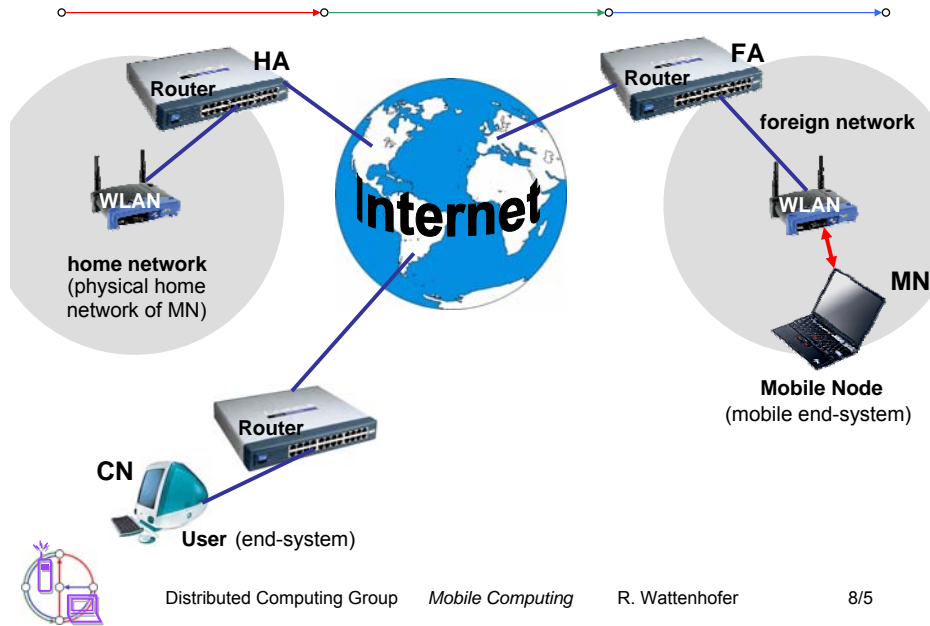 HA
Router
FA
Router
foreign network
WLAN
WLAN
Internet
home network
(physical home
network of MN)
MN
Mobile Node
(mobile end-system)
Router
CN
User (end-system)
Distributed Computing Group Mobile Computing R. Wattenhofer 8/5